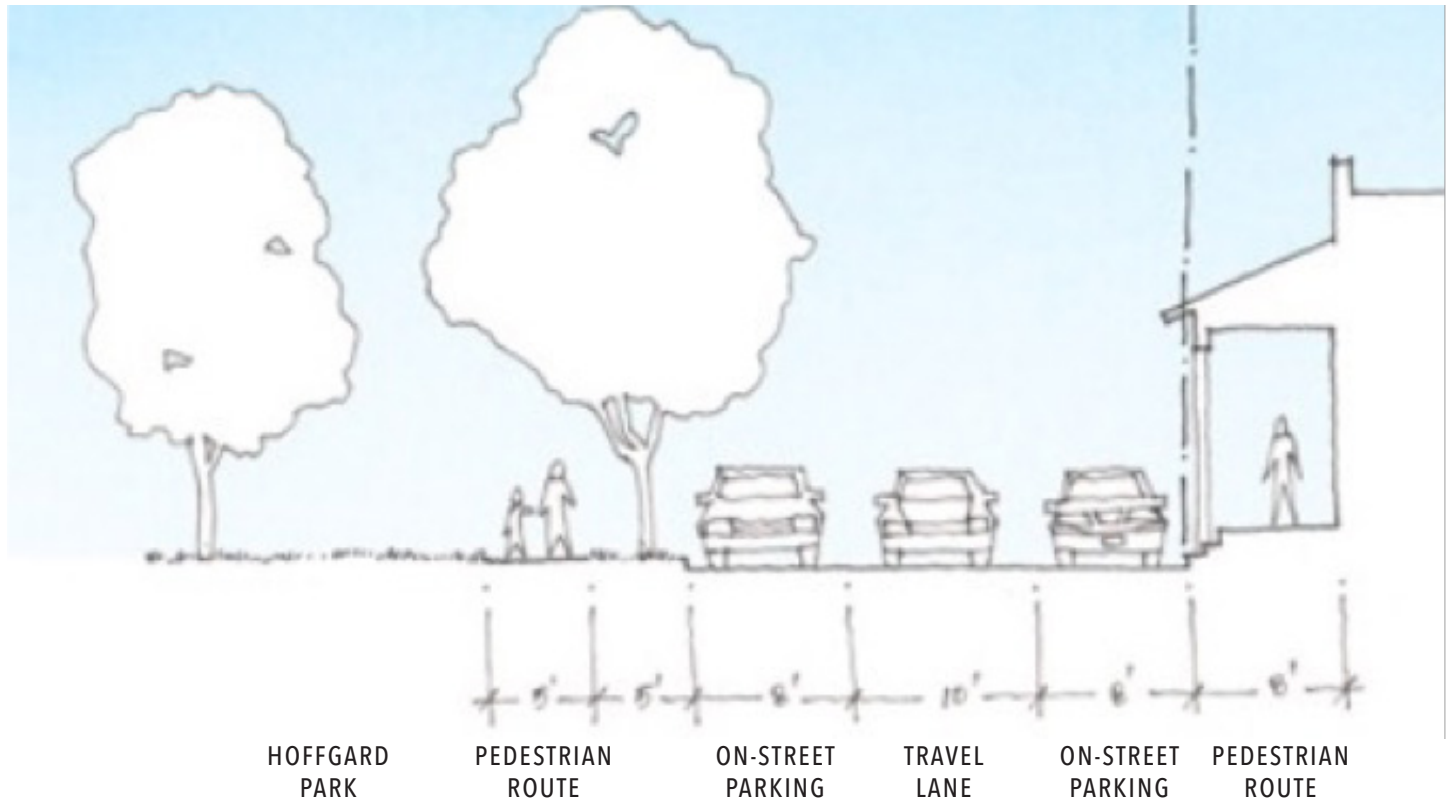 5' 5' 8' 10' 8' 8'
HOFFGARD PEDESTRIAN ON-STREET TRAVEL ON-STREET PEDESTRIAN
PARK ROUTE PARKING LANE PARKING ROUTE